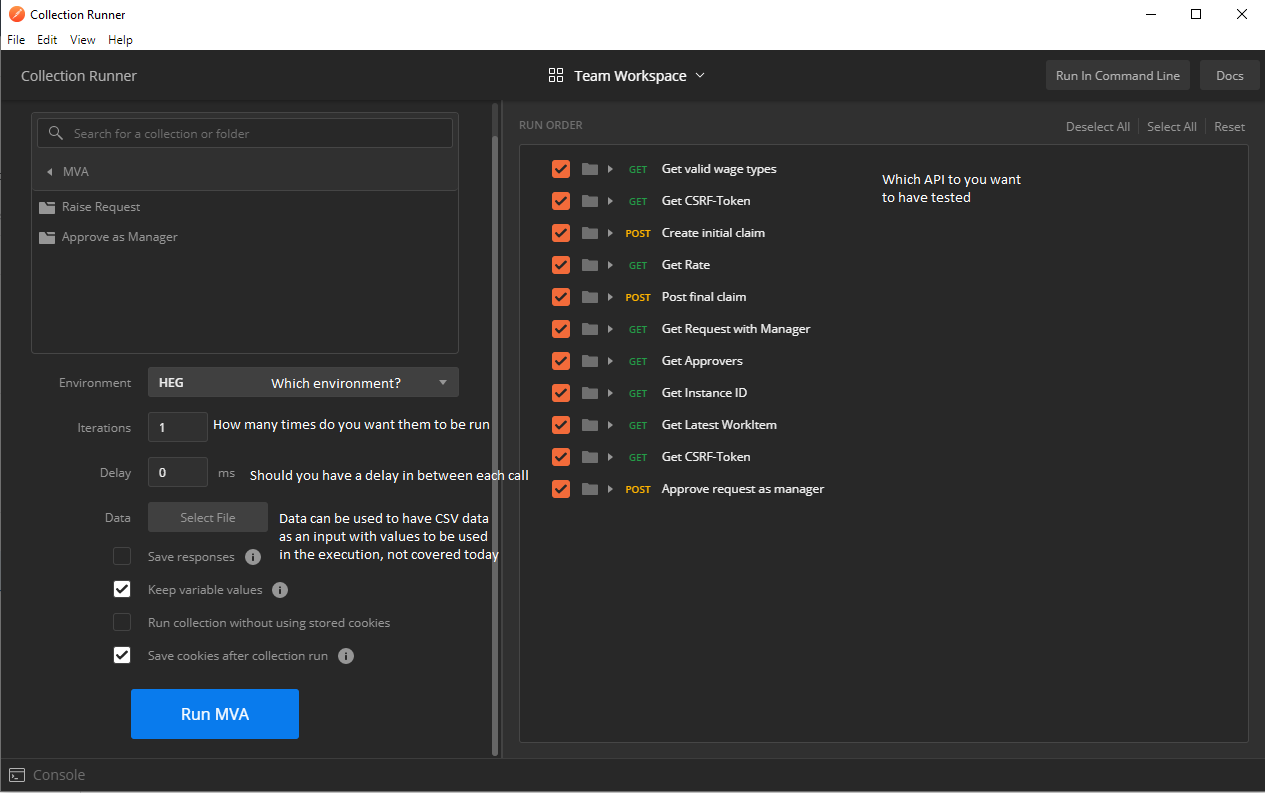 Collection Runner
File Edit View Help
Collection Runner
Team Workspace
Run In Command Line
Docs
Search for a collection or folder
MVA
Raise Request
Approve as Manager
Environment
HEG
Which environment?
Iterations
1
How many times do you want them to be run
Delay
0
ms
Should you have a delay in between each call
Data
Select File
Data can be used to have CSV data
as an input with values to be used
in the execution, not covered today
Save responses
Keep variable values
Run collection without using stored cookies
Save cookies after collection run
Run MVA
RUN ORDER
Deselect All
Select All
Reset
GET Get valid wage types
GET Get CSRF-Token
POST Create initial claim
GET Get Rate
POST Post final claim
GET Get Request with Manager
GET Get Approvers
GET Get Instance ID
GET Get Latest WorkItem
GET Get CSRF-Token
POST Approve request as manager
Which API to you want
to have tested
Console